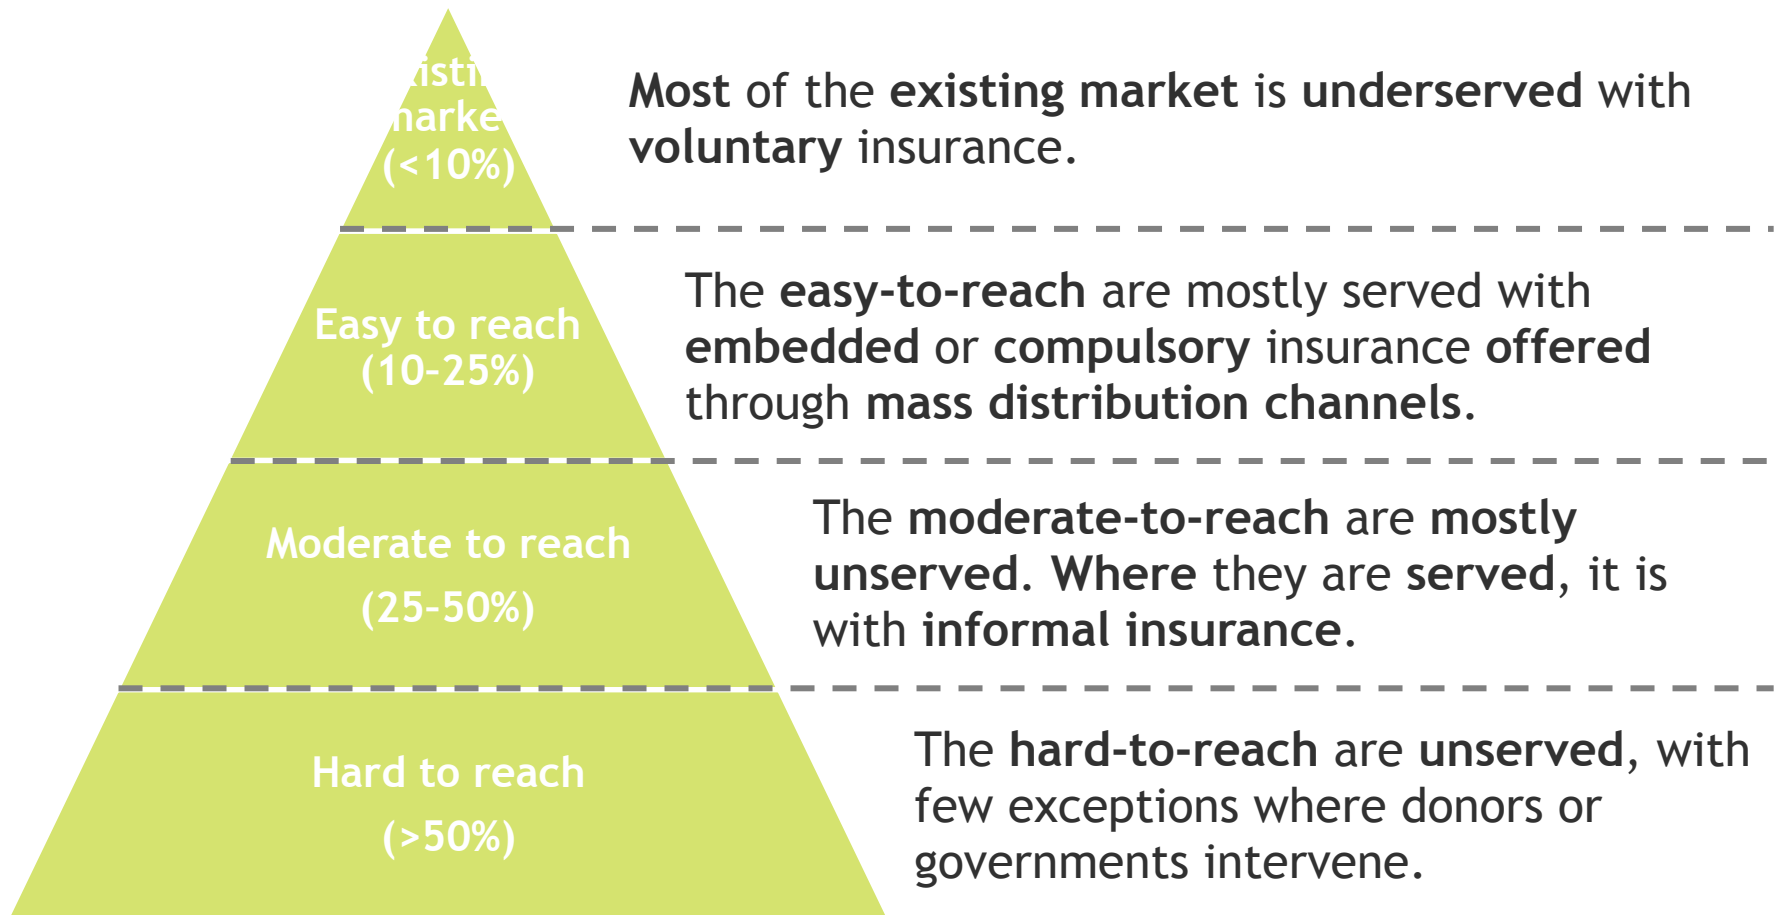 existing
market
(<10%)
Most of the existing market is underserved with
voluntary insurance.
Easy to reach
(10–25%)
The easy-to-reach are mostly served with
embedded or compulsory insurance offered
through mass distribution channels.
Moderate to reach
(25–50%)
The moderate-to-reach are mostly
unserved. Where they are served, it is
with informal insurance.
Hard to reach
(>50%)
The hard-to-reach are unserved, with
few exceptions where donors or
governments intervene.